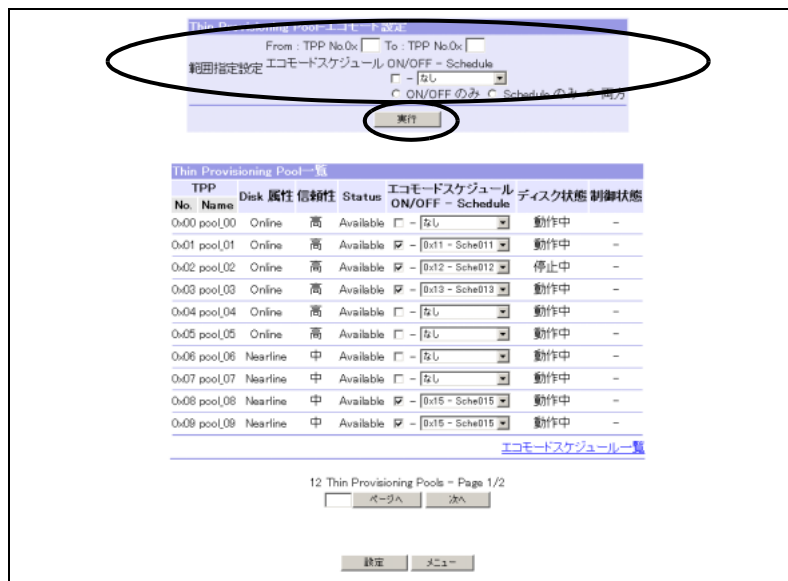 Thin Provisioning Pool-エコモード設定
From : TPP No.0x To : TPP No.0x
範囲指定設定 エコモードスケジュール ON/OFF - Schedule
- なし
ON/OFF のみ Schedule のみ 両方
実行
Thin Provisioning Pool一覧
TPP Disk 属性 信頼性 Status エコモードスケジュール ディスク状態 制御状態
No. Name ON/OFF - Schedule
0x00 pool_00 Online 高 Available - なし 動作中 -
0x01 pool_01 Online 高 Available - 0x11 - Sche011 動作中 -
0x02 pool_02 Online 高 Available - 0x12 - Sche012 停止中 -
0x03 pool_03 Online 高 Available - 0x13 - Sche013 動作中 -
0x04 pool_04 Online 高 Available - なし 動作中 -
0x05 pool_05 Online 高 Available - なし 動作中 -
0x06 pool_06 Nearline 中 Available - なし 動作中 -
0x07 pool_07 Nearline 中 Available - なし 動作中 -
0x08 pool_08 Nearline 中 Available - 0x15 - Sche015 動作中 -
0x09 pool_09 Nearline 中 Available - 0x15 - Sche015 動作中 -
エコモードスケジュール一覧
12 Thin Provisioning Pools - Page 1/2
ページへ 次へ
設定 メニュー